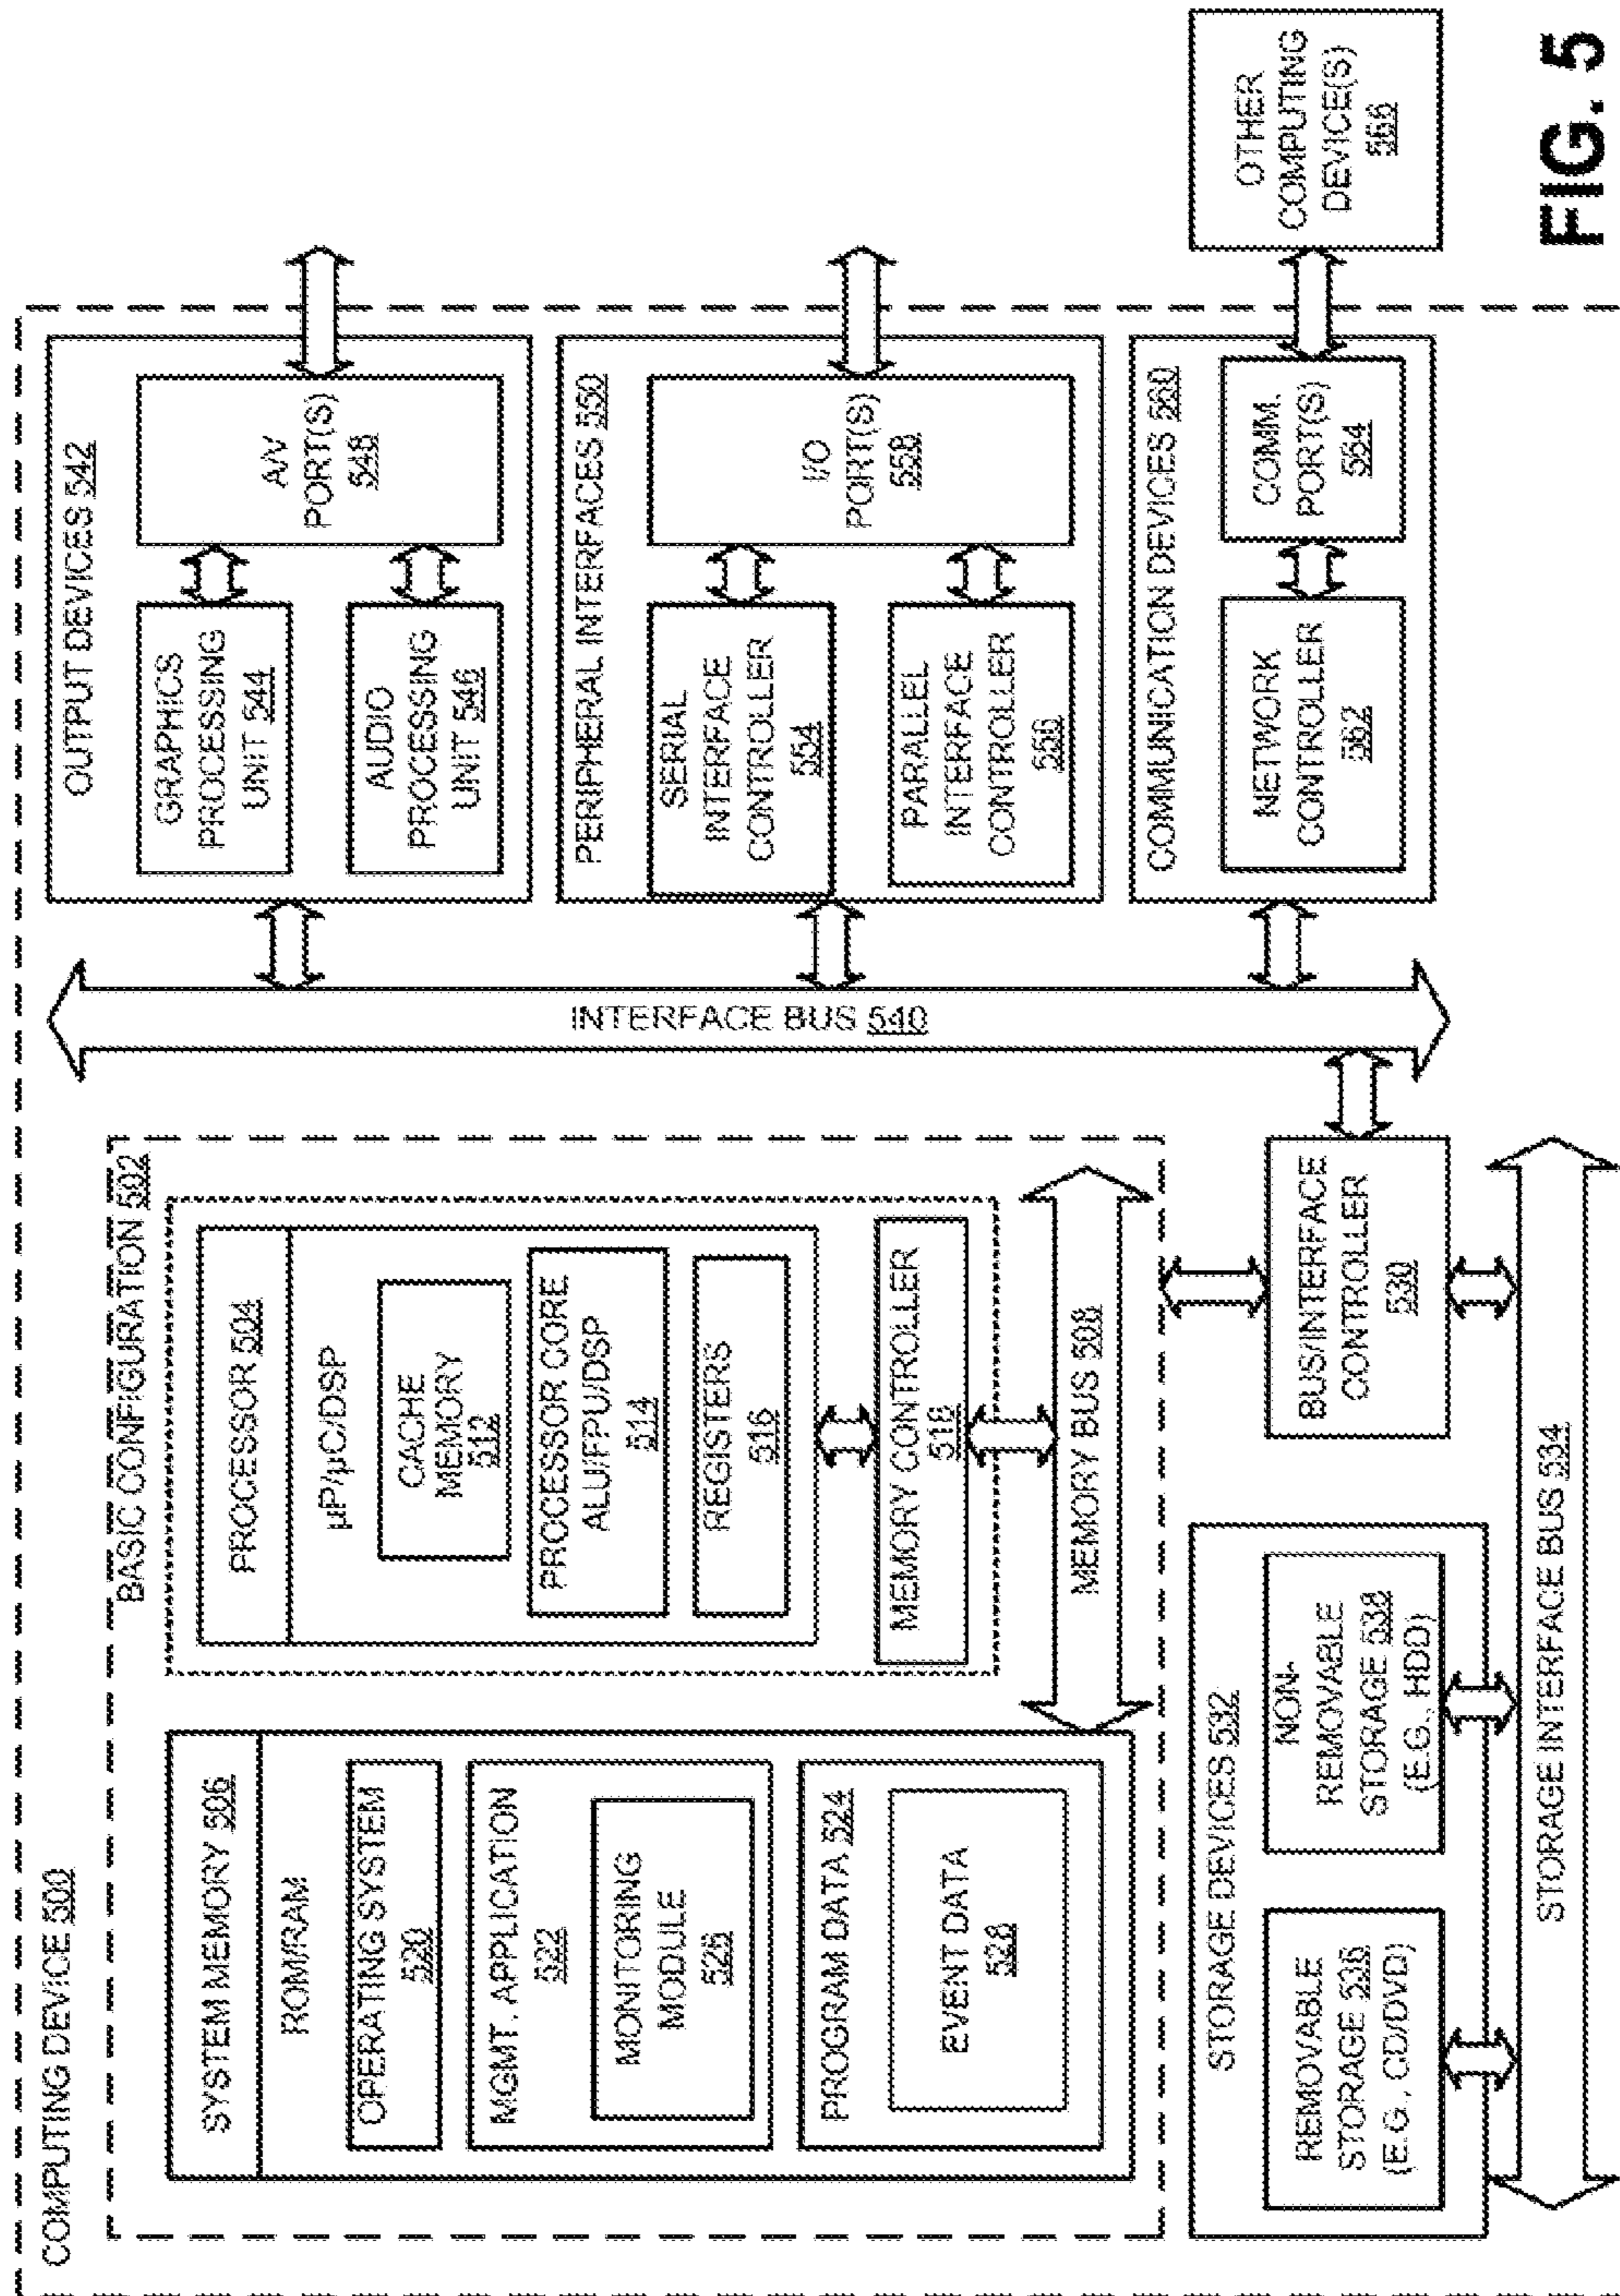 COMPUTING DEVICE 500
BASIC CONFIGURATION 502
SYSTEM MEMORY 506
ROM/RAM
OPERATING SYSTEM
520
MGMT. APPLICATION
522
MONITORING
MODULE
526
PROGRAM DATA 524
EVENT DATA
528
PROCESSOR 504
µP/µC/DSP
CACHE
MEMORY
512
PROCESSOR CORE
ALU/FPU/DSP
514
REGISTERS
516
MEMORY CONTROLLER
518
MEMORY BUS 508
STORAGE DEVICES 532
REMOVABLE
STORAGE 536
(E.G., CD/DVD)
NON-
REMOVABLE
STORAGE 538
(E.G., HDD)
BUS/INTERFACE
CONTROLLER
530
STORAGE INTERFACE BUS 534
INTERFACE BUS 540
OUTPUT DEVICES 542
GRAPHICS
PROCESSING
UNIT 544
AUDIO
PROCESSING
UNIT 546
A/V
PORT(S)
548
PERIPHERAL INTERFACES 550
SERIAL
INTERFACE
CONTROLLER
554
PARALLEL
INTERFACE
CONTROLLER
556
I/O
PORT(S)
558
COMMUNICATION DEVICES 560
NETWORK
CONTROLLER
562
COMM.
PORT(S)
564
OTHER
COMPUTING
DEVICE(S)
566
FIG. 5